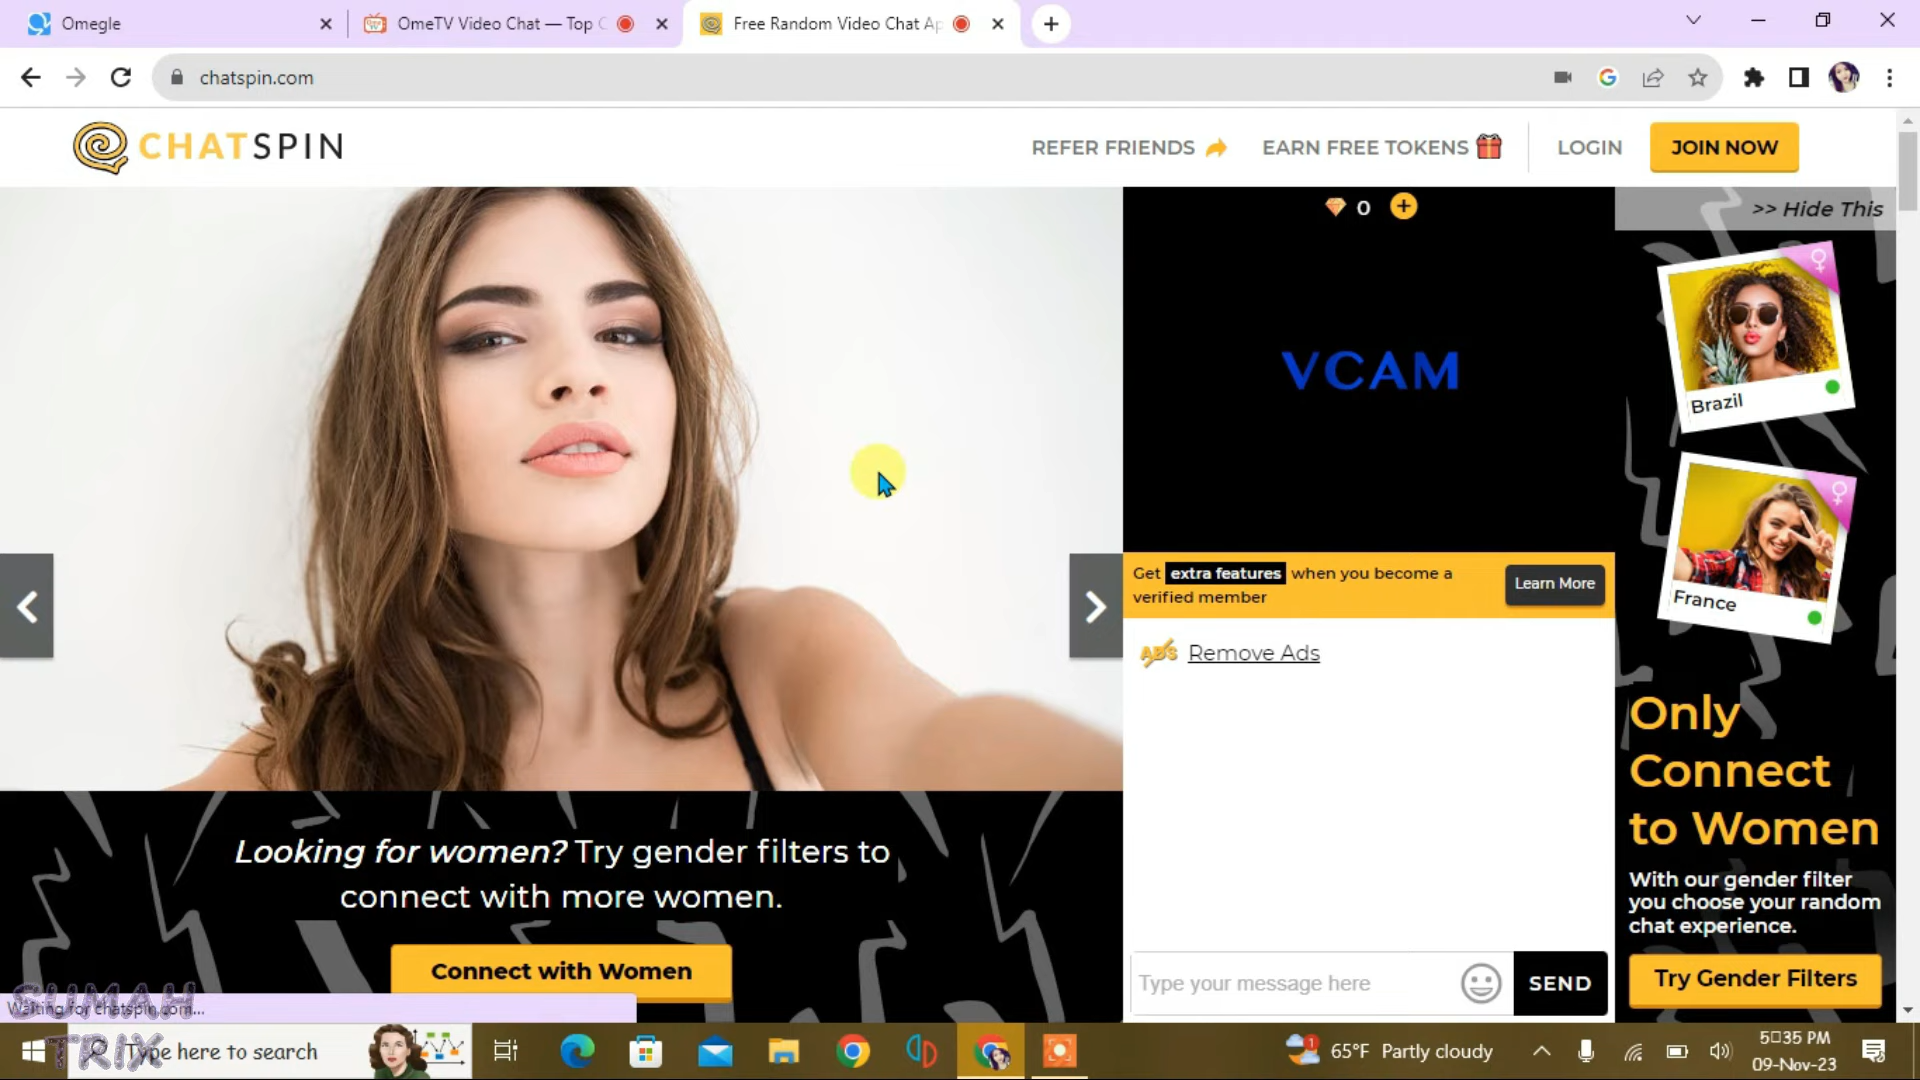 Omegle
OmeTV Video Chat — Top C
Free Random Video Chat Ap
chatspin.com
CHATSPIN
REFER FRIENDS
EARN FREE TOKENS
LOGIN
JOIN NOW
0
>> Hide This
VCAM
Brazil
France
Get extra features when you become a
verified member
Learn More
ADS
Remove Ads
Only
Connect
to Women
With our gender filter
you choose your random
chat experience.
Try Gender Filters
Looking for women? Try gender filters to
connect with more women.
Connect with Women
Type your message here
SEND
SUMAH
TRIX
Waiting for chatspin.com...
Type here to search
1
65°F Partly cloudy
5:35 PM
09-Nov-23